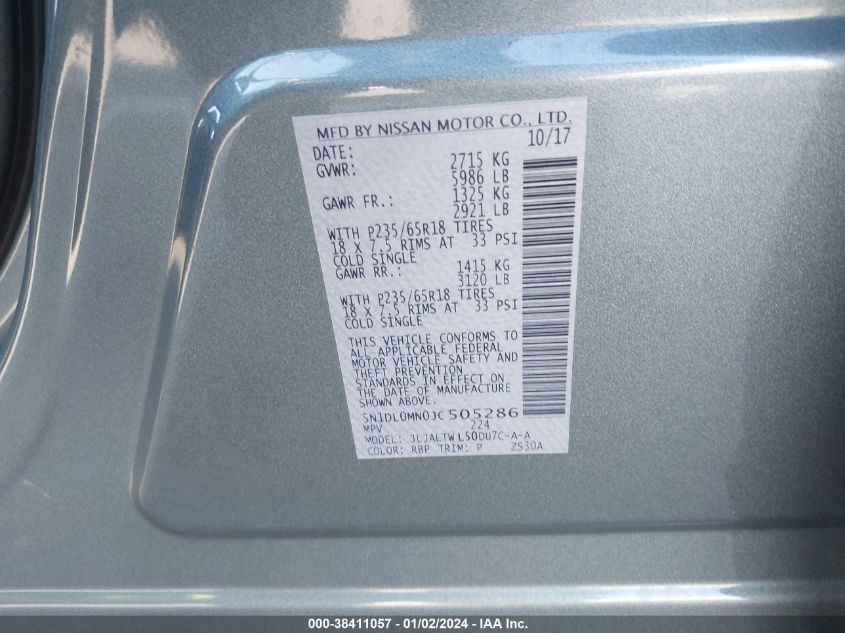 MFD BY NISSAN MOTOR CO., LTD.
DATE: 10/17
GVWR: 2715 KG
5986 LB
GAWR FR.: 1325 KG
2921 LB
WITH P235/65R18 TIRES
18 X 7.5 RIMS AT 33 PSI
COLD SINGLE
GAWR RR.: 1415 KG
3120 LB
WITH P235/65R18 TIRES
18 X 7.5 RIMS AT 33 PSI
COLD SINGLE
THIS VEHICLE CONFORMS TO
ALL APPLICABLE FEDERAL
MOTOR VEHICLE SAFETY AND
THEFT PREVENTION
STANDARDS IN EFFECT ON
THE DATE OF MANUFACTURE
SHOWN ABOVE.
5N1DL0MN0JC505286
MPV 224
MODEL: JLJALTWL50DU7C-A-A
COLOR: RBP TRIM: P ZS30A
000-38411057 - 01/02/2024 - IAA Inc.